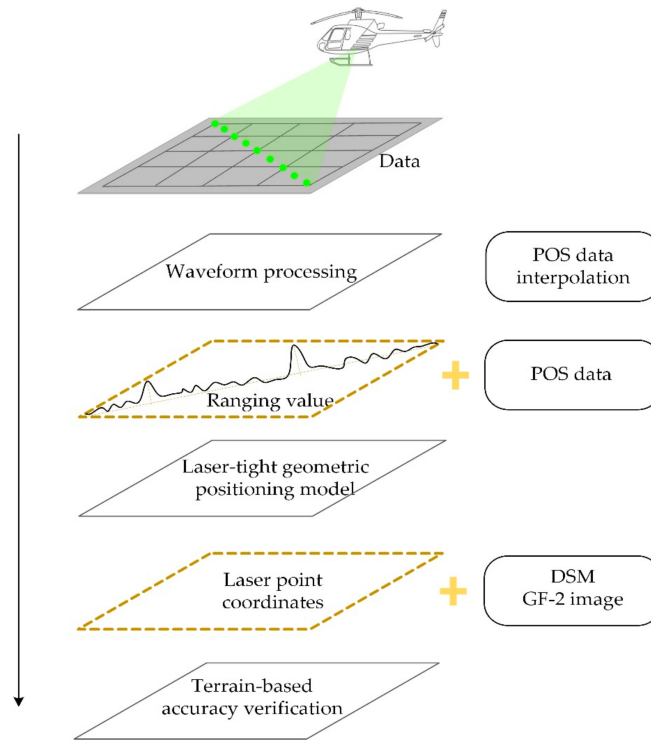 Data
Waveform processing
POS data
interpolation
Ranging value
POS data
Laser-tight geometric
positioning model
Laser point
coordinates
DSM
GF-2 image
Terrain-based
accuracy verification